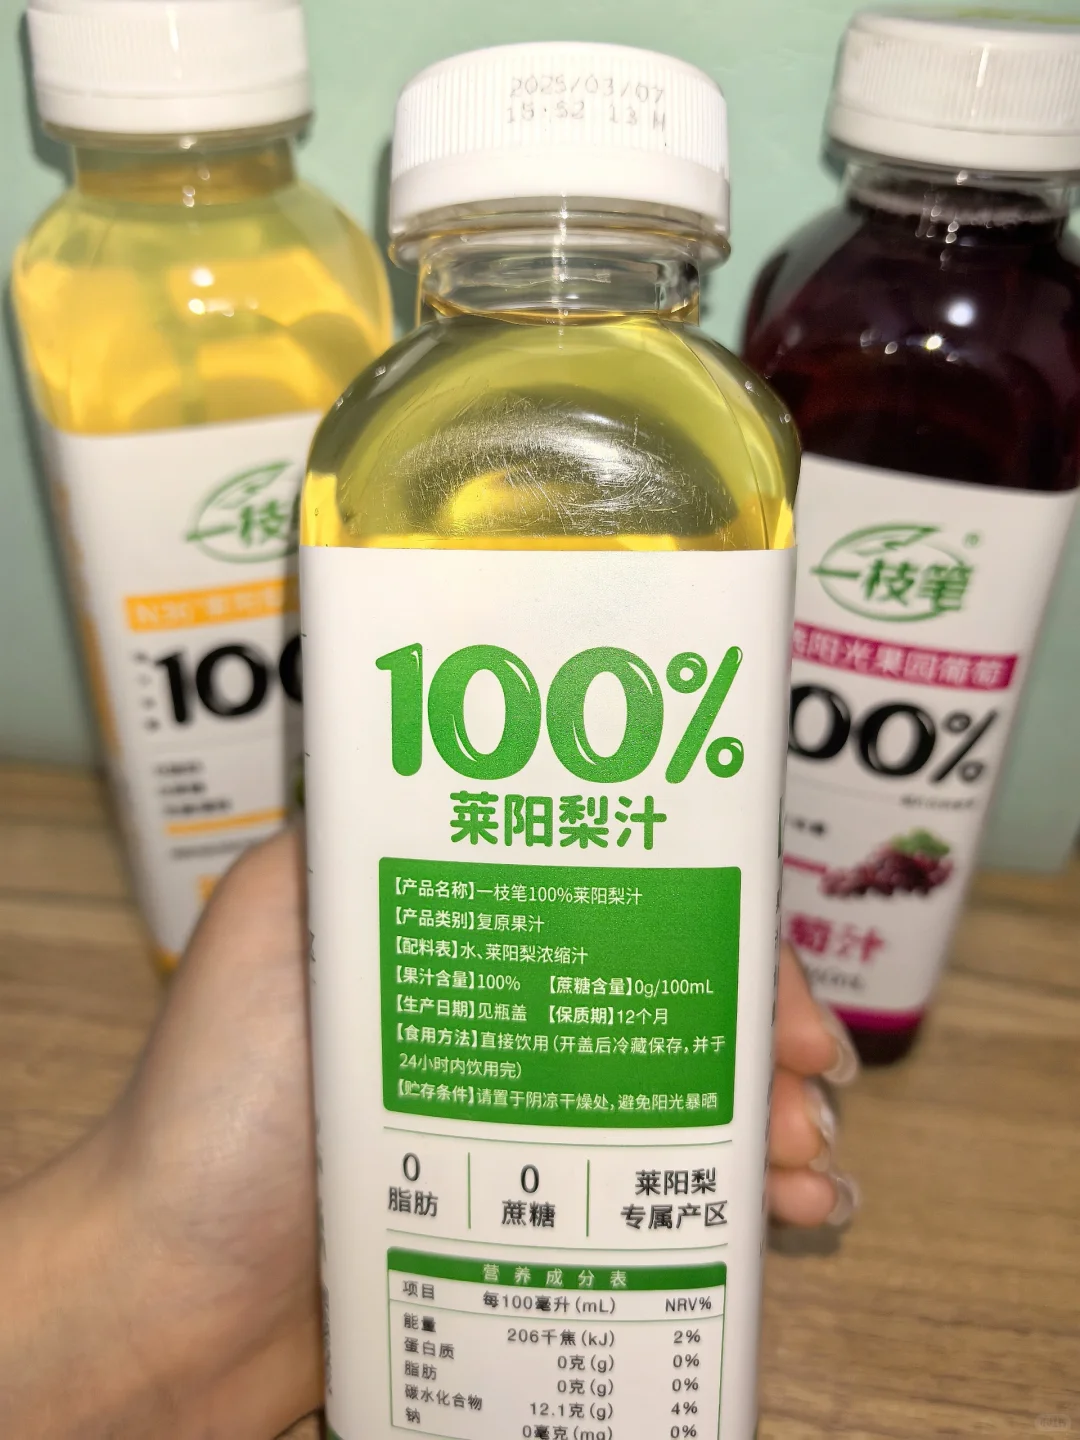 2025/03/07
15:52 13 M
一枝
100
一枝笔
®
阳光果园葡萄
00%
萄汁
100%
莱阳梨汁
【产品名称】一枝笔100%莱阳梨汁
【产品类别】复原果汁
【配料表】水、莱阳梨浓缩汁
【果汁含量】100% 【蔗糖含量】0g/100mL
【生产日期】见瓶盖 【保质期】12个月
【食用方法】直接饮用(开盖后冷藏保存,并于
24小时内饮用完)
【贮存条件】请置于阴凉干燥处,避免阳光暴晒
0
脂肪
0
蔗糖
莱阳梨
专属产区
营养成分表
项目 每100毫升(mL) NRV%
能量 206千焦(kJ) 2%
蛋白质 0克(g) 0%
脂肪 0克(g) 0%
碳水化合物 12.1克(g) 4%
钠 0毫克(mg) 0%